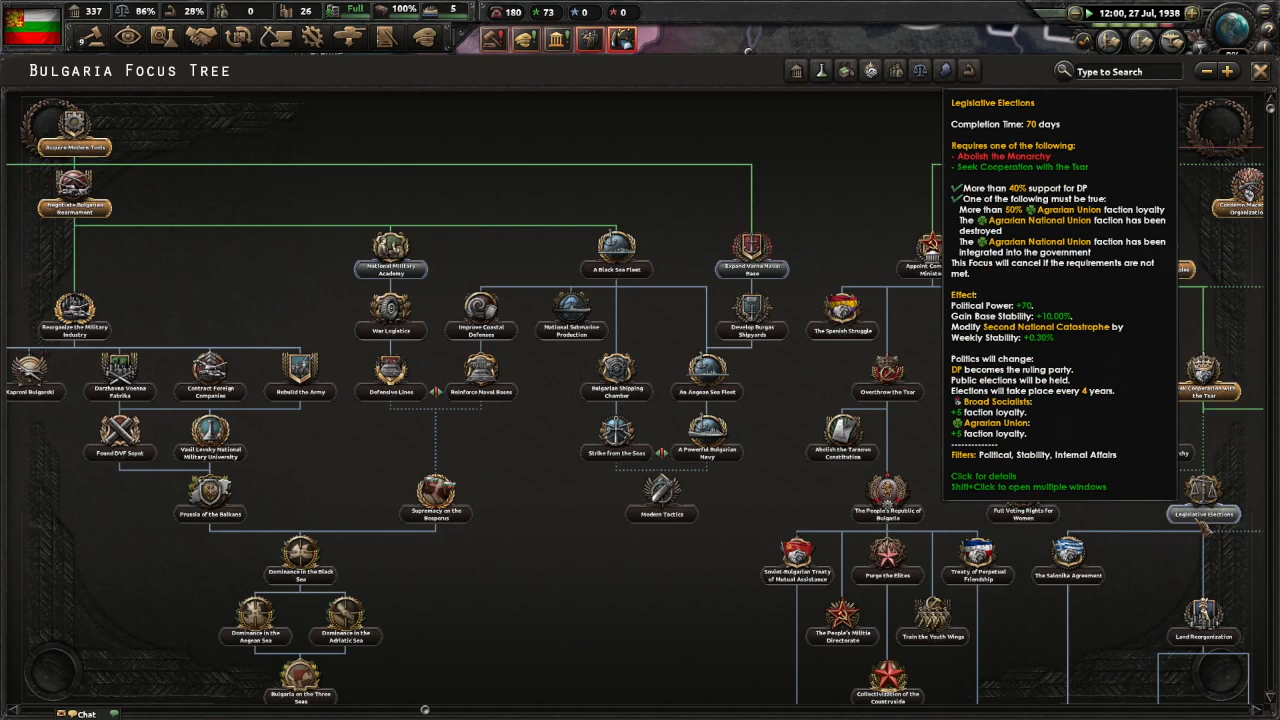 337
86%
28%
0
26
Full
100%
5
180
73
0
0
12:00, 27 Jul, 1938
9
BULGARIA FOCUS TREE
Type to Search
Acquire Modern Tools
Negotiate Bulgarian
Rearmament
National Military
Academy
A Black Sea Fleet
Expand Varna Naval
Base
Reorganize the Military
Industry
War Logistics
Improve Coastal
Defenses
National Submarine
Production
Develop Burgas
Shipyards
The Spanish Struggle
Kaproni Bulgarski
Darzhavna Voenna
Fabrika
Contract Foreign
Companies
Rebuild the Army
Defensive Lines
Reinforce Naval Bases
Bulgarian Shipping
Chamber
An Aegean Sea Fleet
Overthrow the Tsar
Found DVF Sopot
Vasil Levsky National
Military University
Strike from the Seas
A Powerful Bulgarian
Navy
Abolish the Tarnovo
Constitution
Prussia of the Balkans
Supremacy on the
Bosporus
Modern Tactics
The People's Republic of
Bulgaria
Full Voting Rights for
Women
Legislative Elections
Dominance in the Black
Sea
Soviet-Bulgarian Treaty
of Mutual Assistance
Purge the Elites
Treaty of Perpetual
Friendship
The Salonika Agreement
Dominance in the
Aegean Sea
Dominance in the
Adriatic Sea
The People's Militia
Directorate
Train the Youth Wings
Land Reorganization
Bulgaria on the Three
Seas
Collectivization of the
Countryside
Legislative Elections
Completion Time: 70 days
Requires one of the following:
- Abolish the Monarchy
- Seek Cooperation with the Tsar
More than 40% support for DP
One of the following must be true:
More than 50% Agrarian Union faction loyalty
The Agrarian National Union faction has been
destroyed
The Agrarian National Union faction has been
integrated into the government
This Focus will cancel if the requirements are not
met.
Effect:
Political Power: +70.
Gain Base Stability: +10.00%.
Modify Second National Catastrophe by
Weekly Stability: +0.30%
Politics will change:
DP becomes the ruling party.
Public elections will be held.
Elections will take place every 4 years.
Broad Socialists:
+5 faction loyalty.
Agrarian Union:
+5 faction loyalty.
--------------
Filters: Political, Stability, Internal Affairs
Click for details
Shift+Click to open multiple windows
Chat